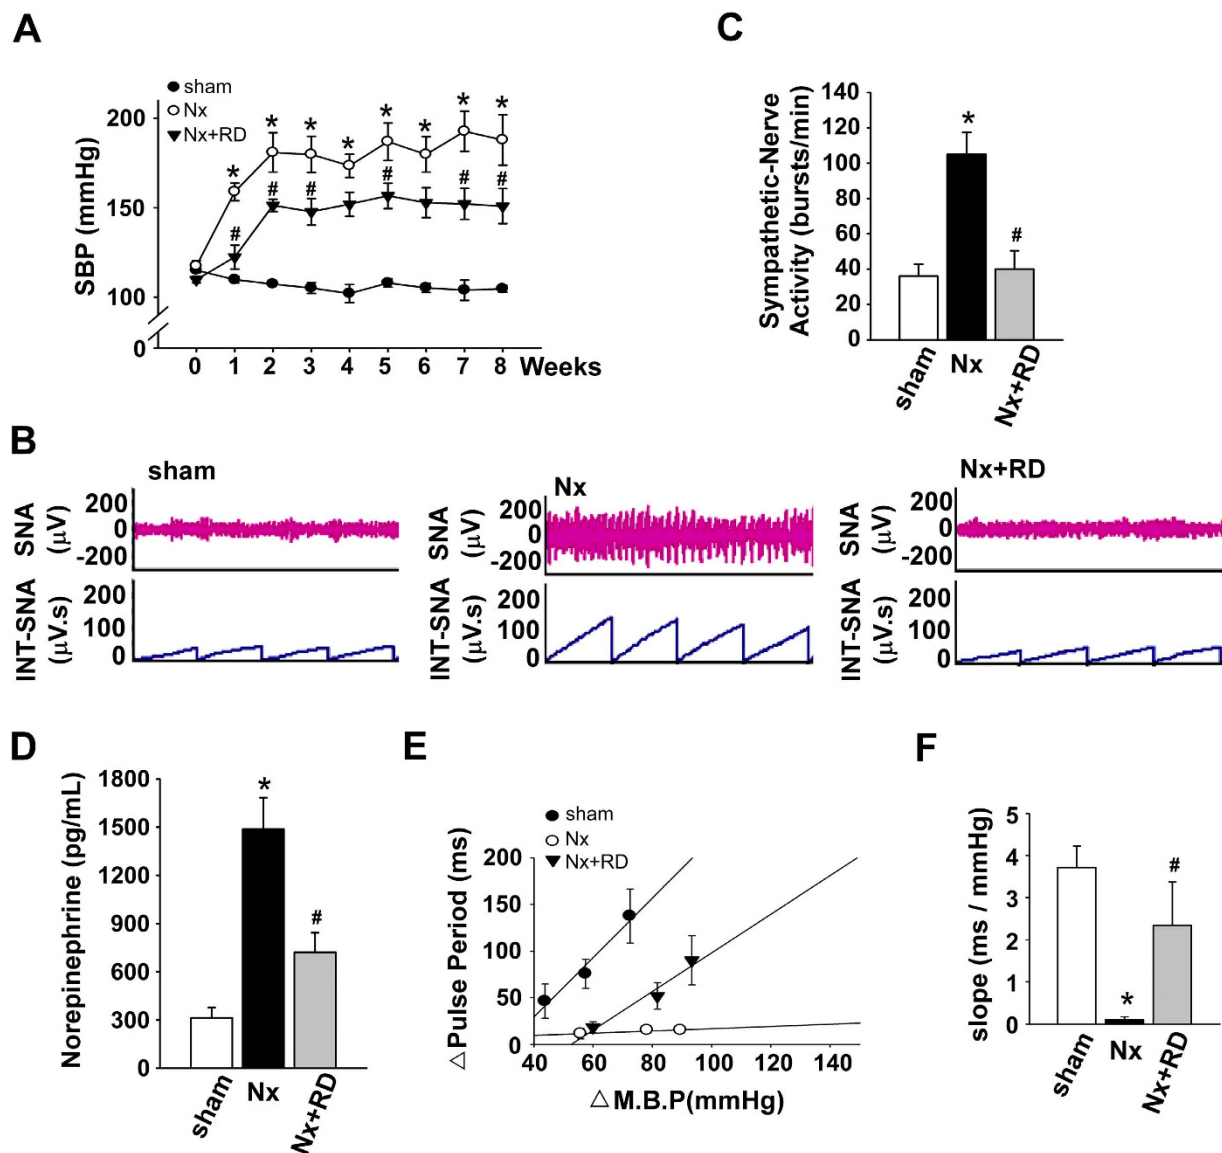 A
sham
Nx
Nx+RD
SBP (mmHg)
200
150
100
0
* * * * * * * *
# # # # # #
0 1 2 3 4 5 6 7 8 Weeks
C
Sympathetic-Nerve
Activity (bursts/min)
140
120
100
80
60
40
20
0
*
#
sham
Nx
Nx+RD
B
sham
SNA
(μV)
200
0
-200
INT-SNA
(μV.s)
200
100
0
Nx
SNA
(μV)
200
0
-200
INT-SNA
(μV.s)
200
100
0
Nx+RD
SNA
(μV)
200
0
-200
INT-SNA
(μV.s)
200
100
0
D
Norepinephrine (pg/mL)
1800
1500
1200
900
600
300
0
*
#
sham
Nx
Nx+RD
E
sham
Nx
Nx+RD
△Pulse Period (ms)
200
150
100
50
0
40 60 80 100 120 140
△M.B.P(mmHg)
F
slope (ms / mmHg)
5
4
3
2
1
0
*
#
sham
Nx
Nx+RD